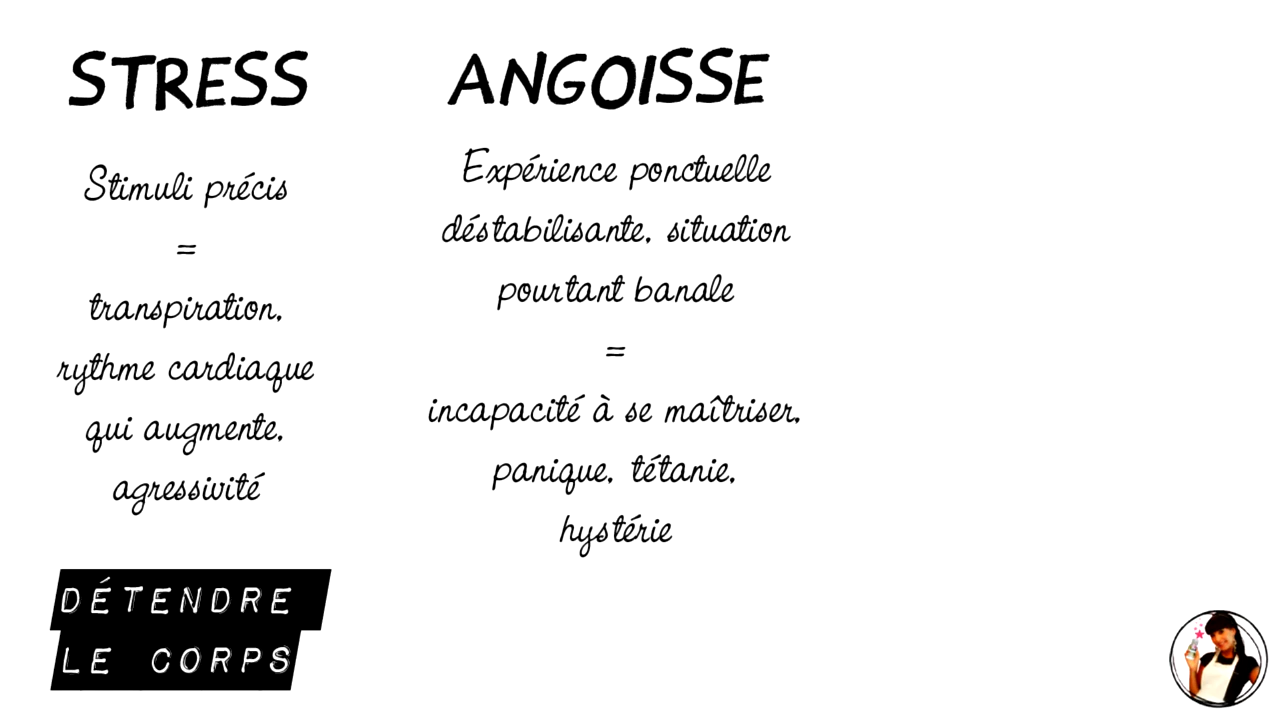 STRESS
Stimuli précis
=
transpiration,
rythme cardiaque
qui augmente,
agressivité
DÉTENDRE
LE CORPS
ANGOISSE
Expérience ponctuelle
déstabilisante, situation
pourtant banale
=
incapacité à se maîtriser,
panique, tétanie,
hystérie